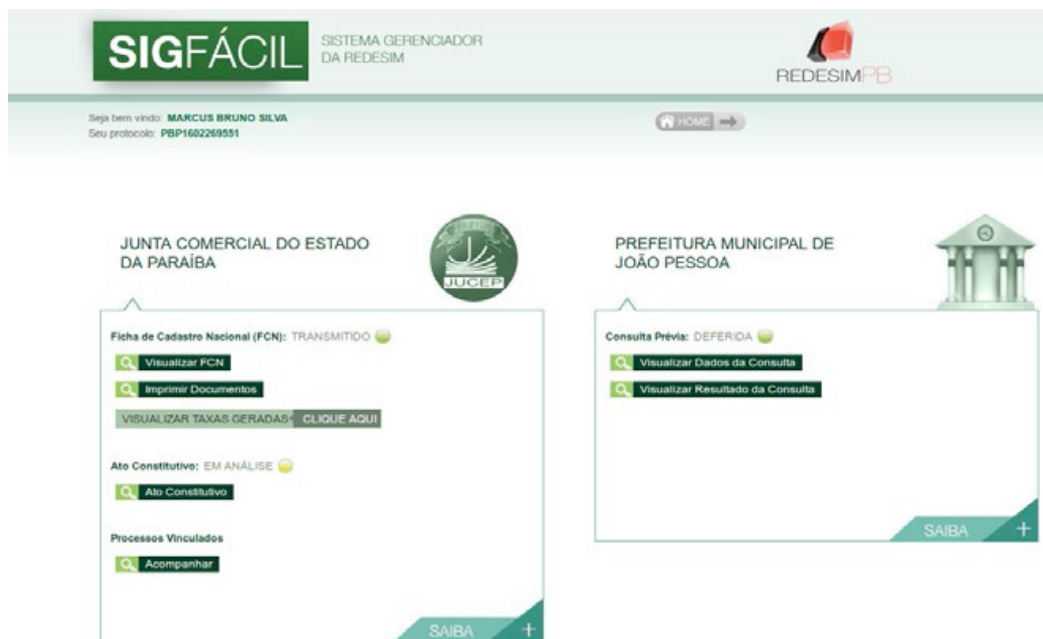 SIGFÁCIL
SISTEMA GERENCIADOR
DA REDESIM
REDESIMPB
Seja bem vindo: MARCUS BRUNO SILVA
Seu protocolo: PBP1602269551
HOME
JUNTA COMERCIAL DO ESTADO
DA PARAÍBA
JUCEP
Ficha de Cadastro Nacional (FCN): TRANSMITIDO
Visualizar FCN
Imprimir Documentos
VISUALIZAR TAXAS GERADAS CLIQUE AQUI
Ato Constitutivo: EM ANÁLISE
Ato Constitutivo
Processos Vinculados
Acompanhar
SAIBA +
PREFEITURA MUNICIPAL DE
JOÃO PESSOA
Consulta Prévia: DEFERIDA
Visualizar Dados da Consulta
Visualizar Resultado da Consulta
SAIBA +